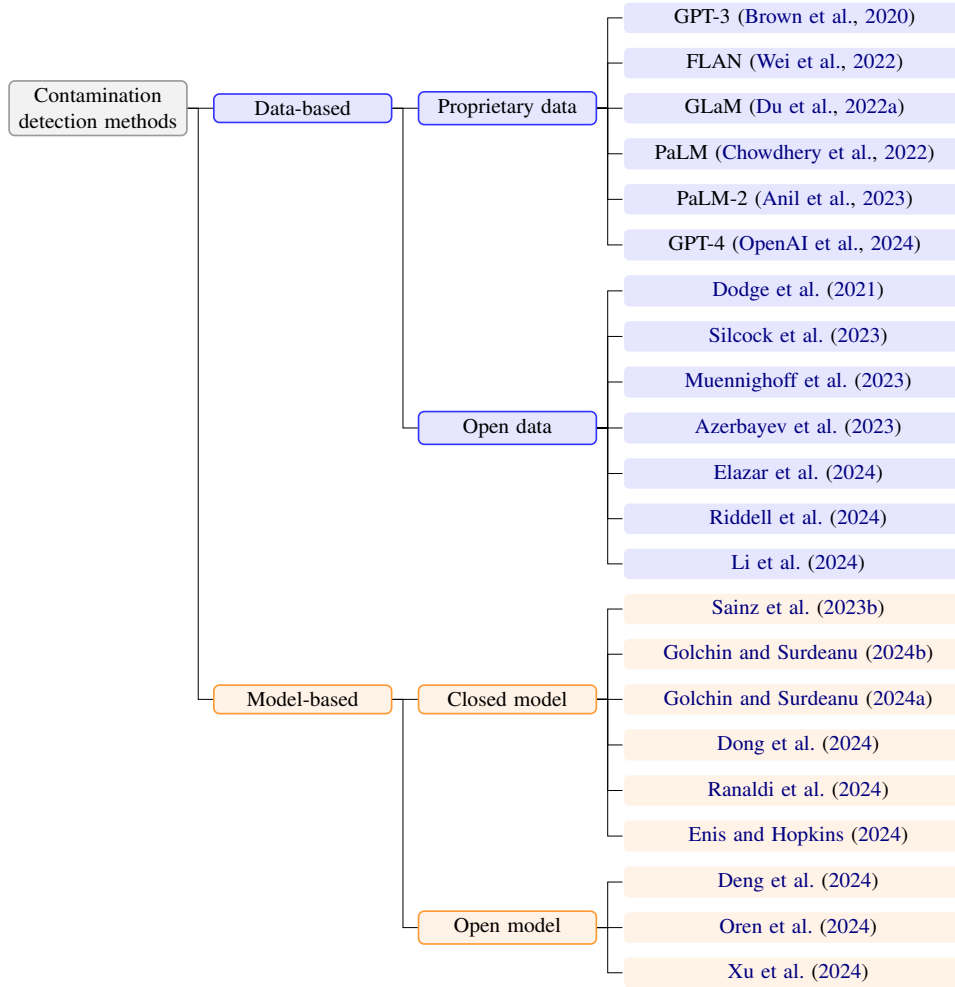 Contamination
detection methods
Data-based
Proprietary data
GPT-3 (Brown et al., 2020)
FLAN (Wei et al., 2022)
GLaM (Du et al., 2022a)
PaLM (Chowdhery et al., 2022)
PaLM-2 (Anil et al., 2023)
GPT-4 (OpenAI et al., 2024)
Open data
Dodge et al. (2021)
Silcock et al. (2023)
Muennighoff et al. (2023)
Azerbayev et al. (2023)
Elazar et al. (2024)
Riddell et al. (2024)
Li et al. (2024)
Model-based
Closed model
Sainz et al. (2023b)
Golchin and Surdeanu (2024b)
Golchin and Surdeanu (2024a)
Dong et al. (2024)
Ranaldi et al. (2024)
Enis and Hopkins (2024)
Open model
Deng et al. (2024)
Oren et al. (2024)
Xu et al. (2024)